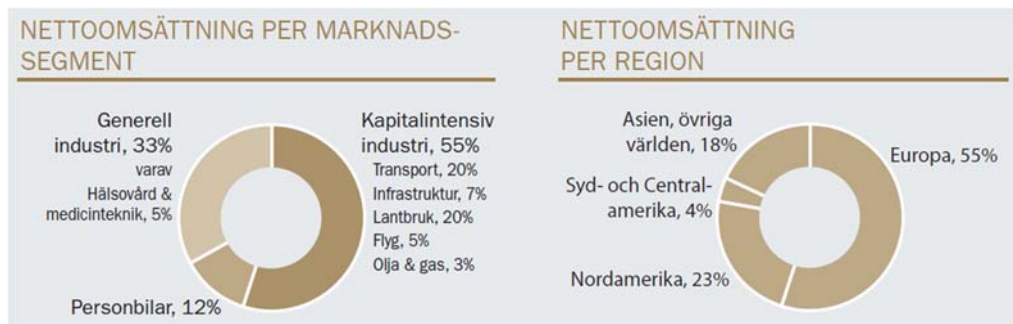 NETTOOMSÄTTNING PER MARKNADS-
SEGMENT
Generell
industri, 33%
varav
Hälsovård &
medicinteknik, 5%
Personbilar, 12%
Kapitalintensiv
industri, 55%
Transport, 20%
Infrastruktur, 7%
Lantbruk, 20%
Flyg, 5%
Olja & gas, 3%
NETTOOMSÄTTNING
PER REGION
Asien, övriga
världen, 18%
Syd- och Central-
amerika, 4%
Nordamerika, 23%
Europa, 55%